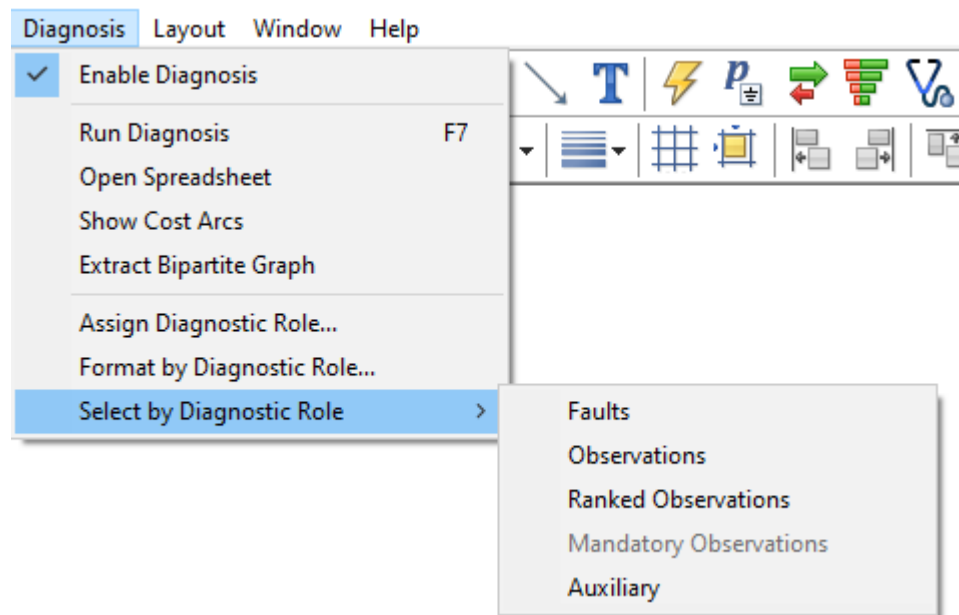 Diagnosis Layout Window Help
Enable Diagnosis
Run Diagnosis F7
Open Spreadsheet
Show Cost Arcs
Extract Bipartite Graph
Assign Diagnostic Role...
Format by Diagnostic Role...
Select by Diagnostic Role
Faults
Observations
Ranked Observations
Mandatory Observations
Auxiliary